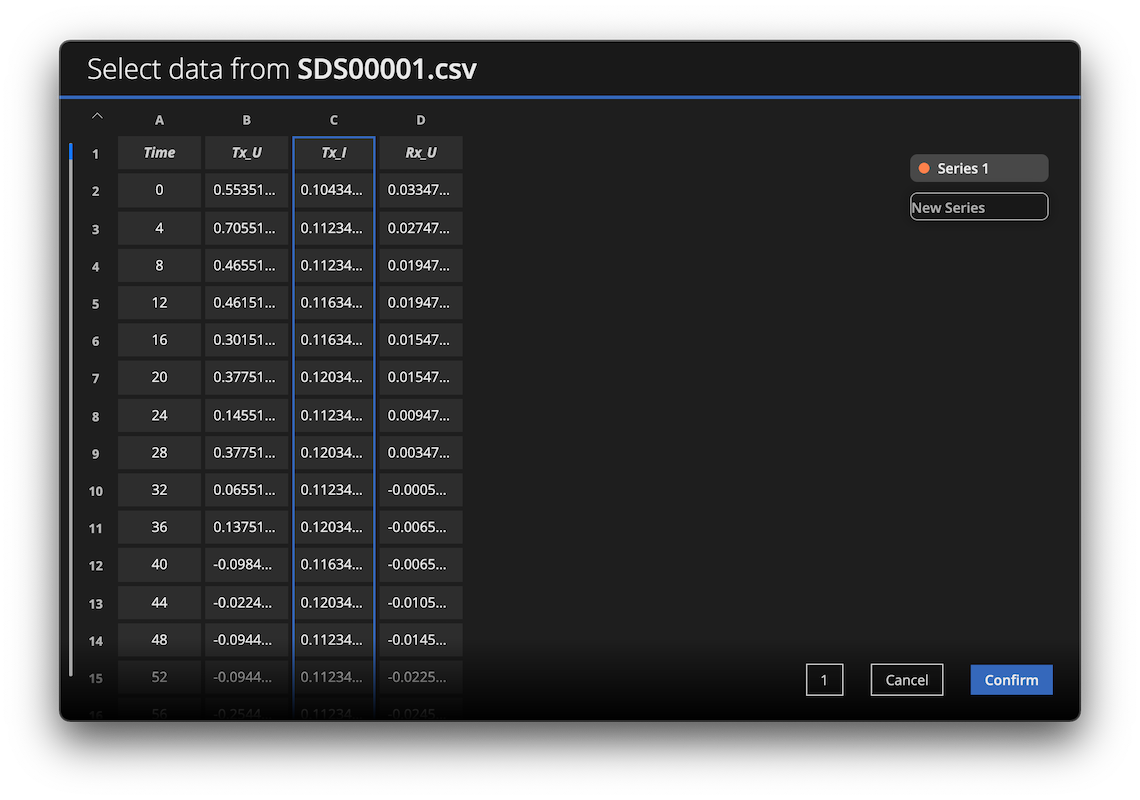 Select data from SDS00001.csv
A B C D
1 Time Tx_U Tx_I Rx_U
2 0 0.55351... 0.10434... 0.03347...
3 4 0.70551... 0.11234... 0.02747...
4 8 0.46551... 0.11234... 0.01947...
5 12 0.46151... 0.11634... 0.01947...
6 16 0.30151... 0.11634... 0.01547...
7 20 0.37751... 0.12034... 0.01547...
8 24 0.14551... 0.11234... 0.00947...
9 28 0.37751... 0.12034... 0.00347...
10 32 0.06551... 0.11234... -0.0005...
11 36 0.13751... 0.12034... -0.0065...
12 40 -0.0984... 0.11634... -0.0065...
13 44 -0.0224... 0.12034... -0.0105...
14 48 -0.0944... 0.11234... -0.0145...
15 52 -0.0944... 0.11234... -0.0225...
16 56 -0.2544... 0.11234... -0.0245...
Series 1
New Series
1 Cancel Confirm